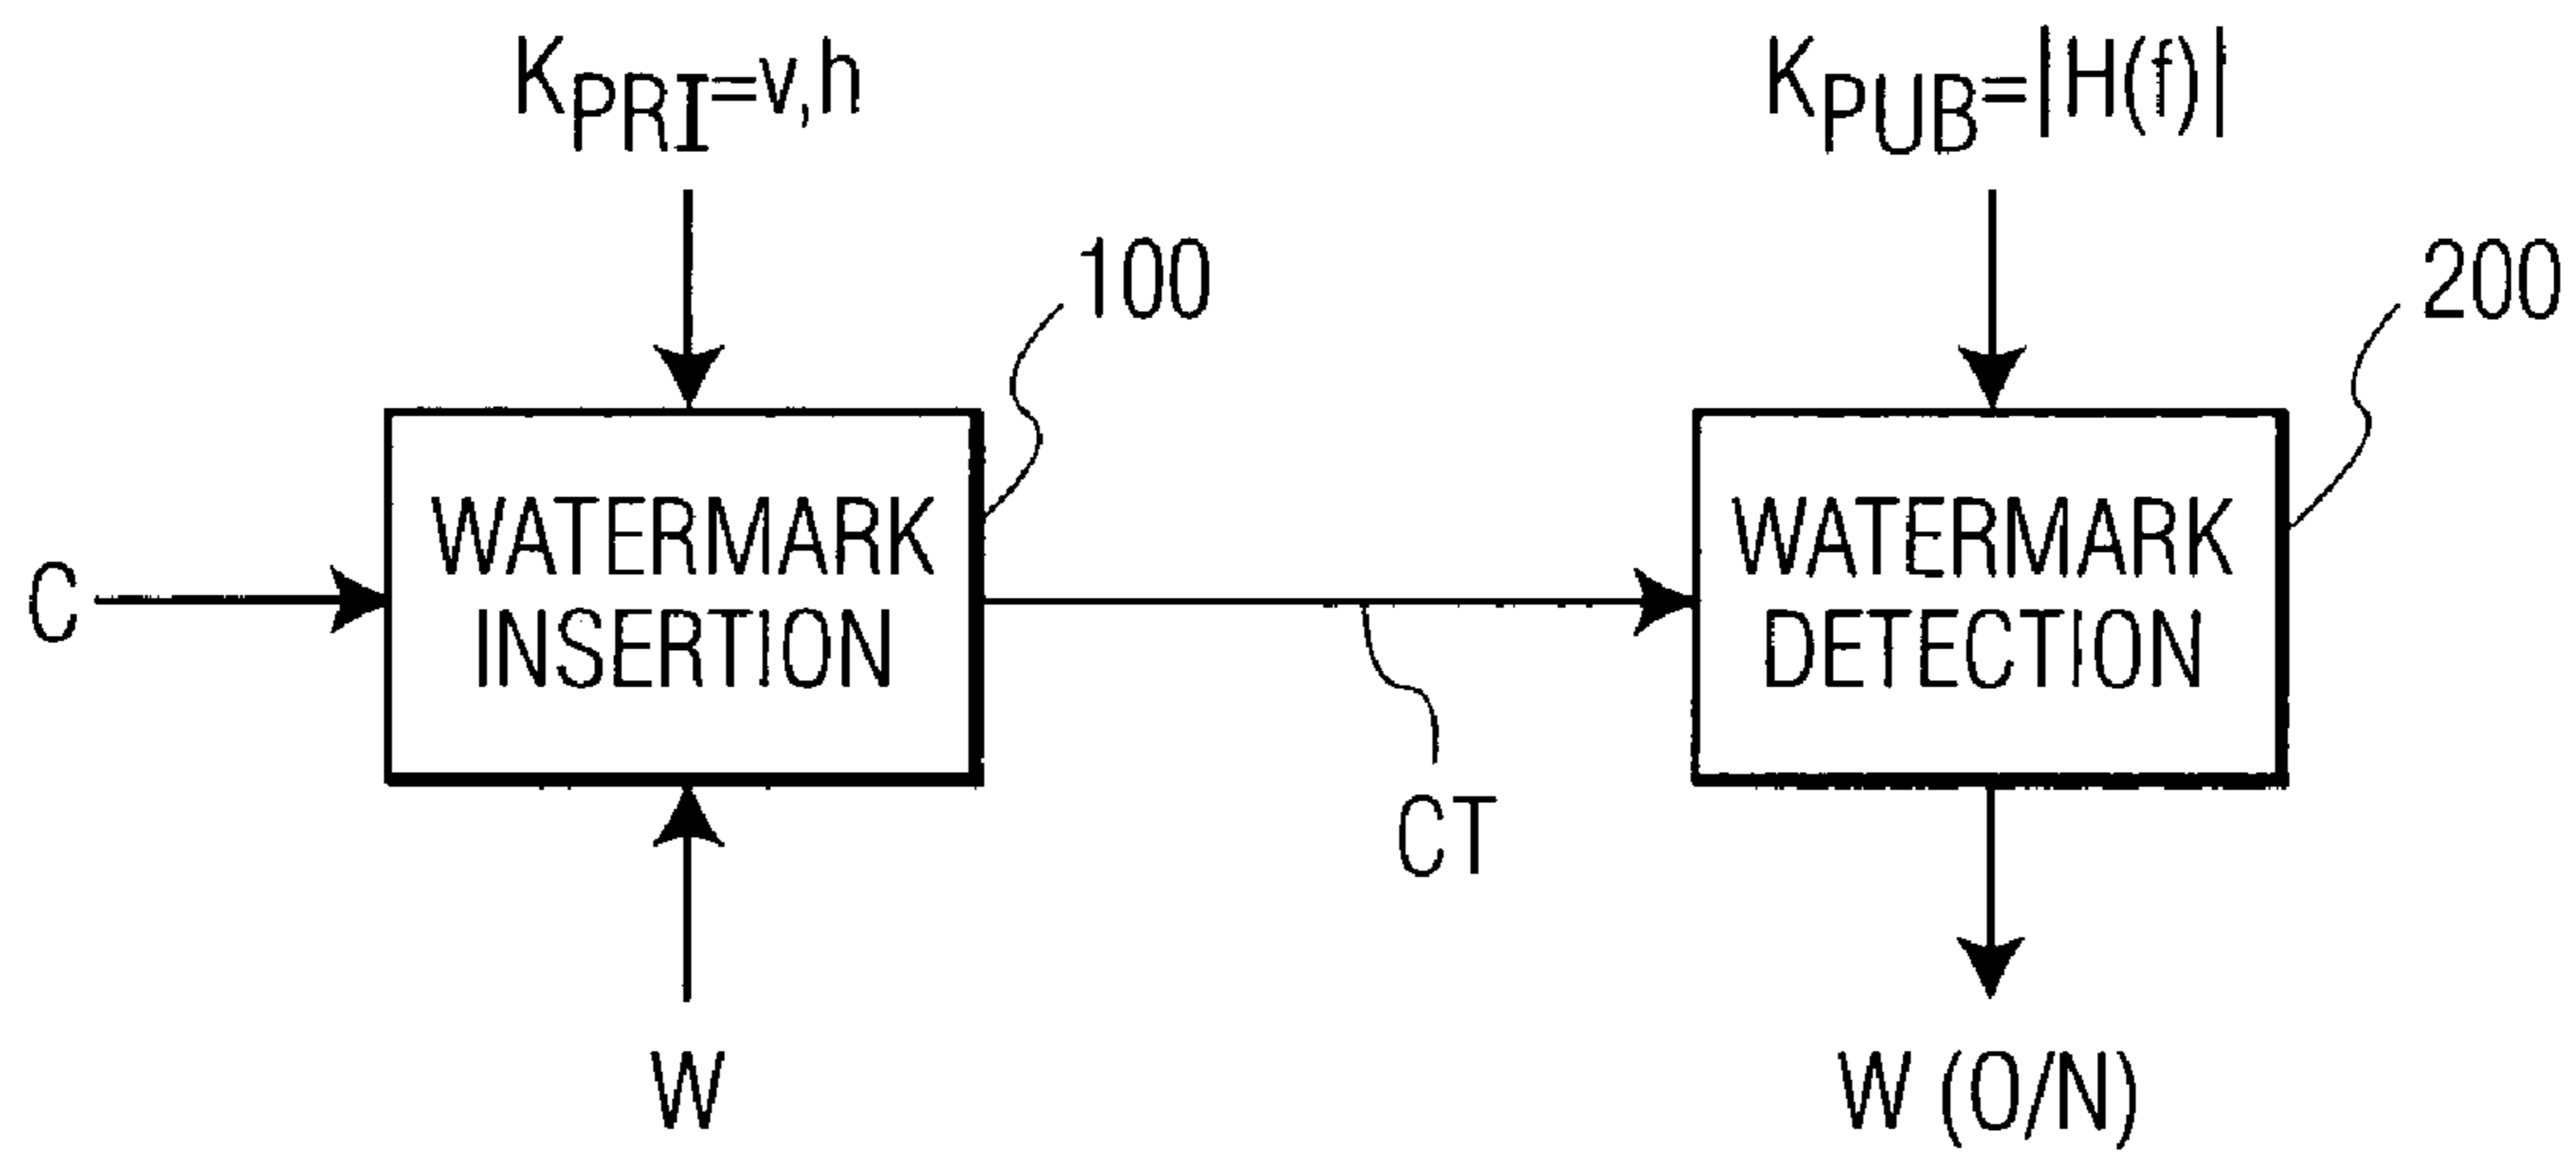 K_PRI=v,h
K_PUB=|H(f)|
100
200
C
WATERMARK
INSERTION
WATERMARK
DETECTION
CT
W
W (O/N)